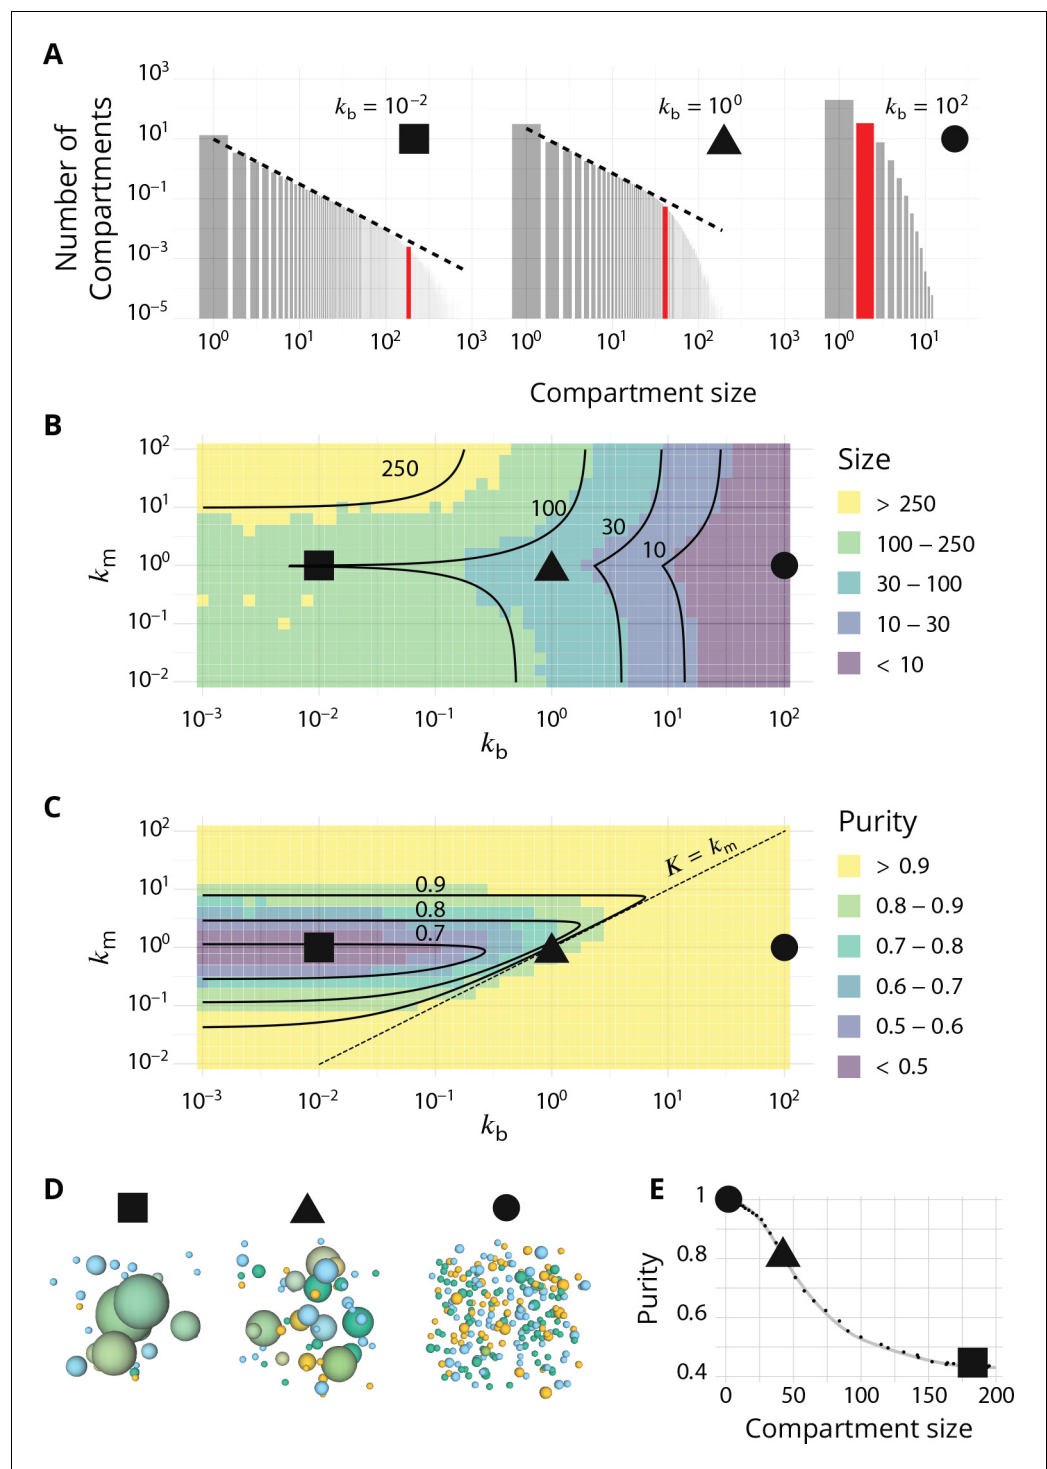 A
Number of
Compartments
10³
10¹
10⁻¹
10⁻³
10⁻⁵
k_b = 10⁻²
k_b = 10⁰
k_b = 10²
10⁰ 10¹ 10² 10³ 10⁰ 10¹ 10² 10³ 10⁰ 10¹
Compartment size
B
k_m
10²
10¹
10⁰
10⁻¹
10⁻²
250
100
30
10
10⁻³ 10⁻² 10⁻¹ 10⁰ 10¹ 10²
k_b
Size
> 250
100 – 250
30 – 100
10 – 30
< 10
C
k_m
10²
10¹
10⁰
10⁻¹
10⁻²
0.9
0.8
0.7
K = k_m
10⁻³ 10⁻² 10⁻¹ 10⁰ 10¹ 10²
k_b
Purity
> 0.9
0.8 – 0.9
0.7 – 0.8
0.6 – 0.7
0.5 – 0.6
< 0.5
D
E
Purity
1
0.8
0.6
0.4
0 50 100 150 200
Compartment size